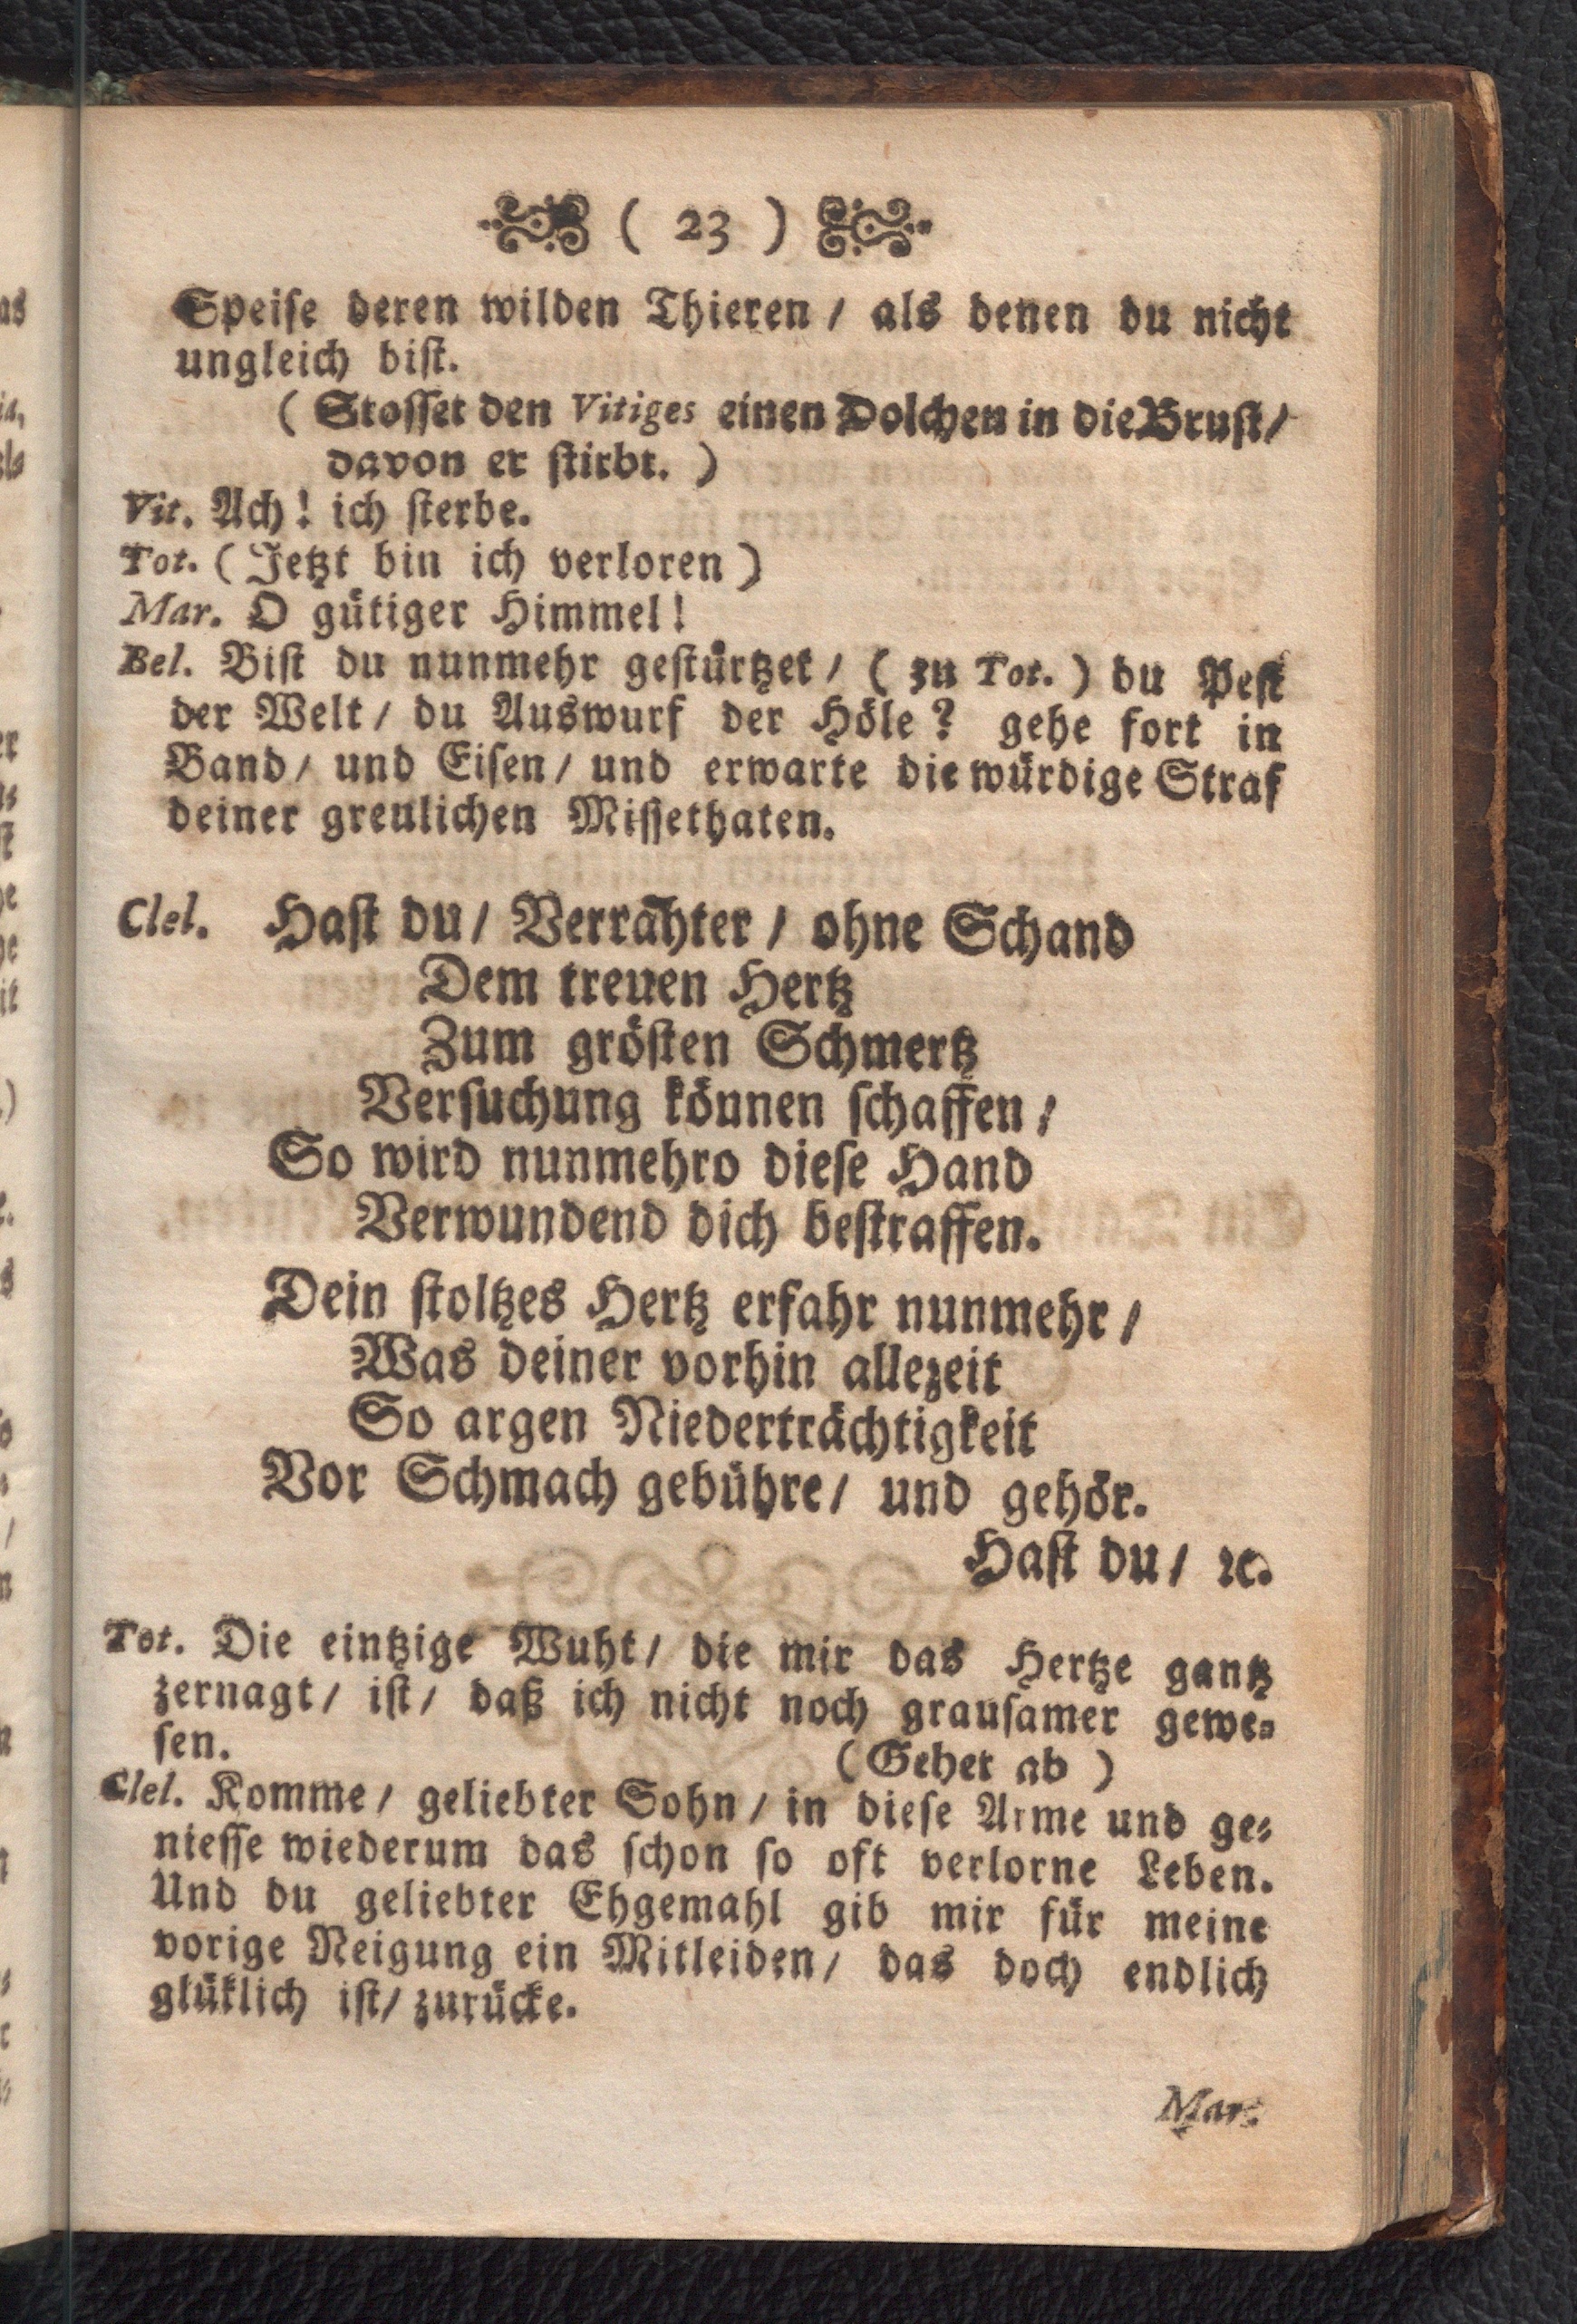 ( 23 )
Speiſe deren wilden Thieren / als denen du nicht
ungleich biſt.
( Stoſſet den Vitiges einen Dolchen in die Bruſt /
davon er ſtirbt. )
Vit. Ach! ich ſterbe.
Tot. ( Jetzt bin ich verloren )
Mar. O gütiger Himmel!
Bel. Biſt du nunmehr geſtürtzet / ( zu Tot. ) du Peſt
der Welt / du Auswurf der Höle? gehe fort in
Band / und Eiſen / und erwarte die würdige Straf
deiner greulichen Miſſethaten.
Clel. Haſt du / Verrähter / ohne Schand
Dem treuen Hertz
Zum gröſten Schmertz
Verſuchung können ſchaffen /
So wird nunmehro dieſe Hand
Verwundend dich beſtraffen.
Dein ſtoltzes Hertz erfahr nunmehr /
Was deiner vorhin allezeit
So argen Niederträchtigkeit
Vor Schmach gebühre / und gehör.
Haſt du / ꝛc.
Tot. Die eintzige Wuht / die mir das Hertze gantz
zernagt / iſt / daß ich nicht noch grauſamer gewe-
ſen. ( Gehet ab )
Clel. Komme / geliebter Sohn / in dieſe Arme und ge-
nieſſe wiederum das ſchon ſo oft verlorne Leben.
Und du geliebter Ehgemahl gib mir für meine
vorige Neigung ein Mitleiden / das doch endlich
glüklich iſt / zurücke.
Mar.